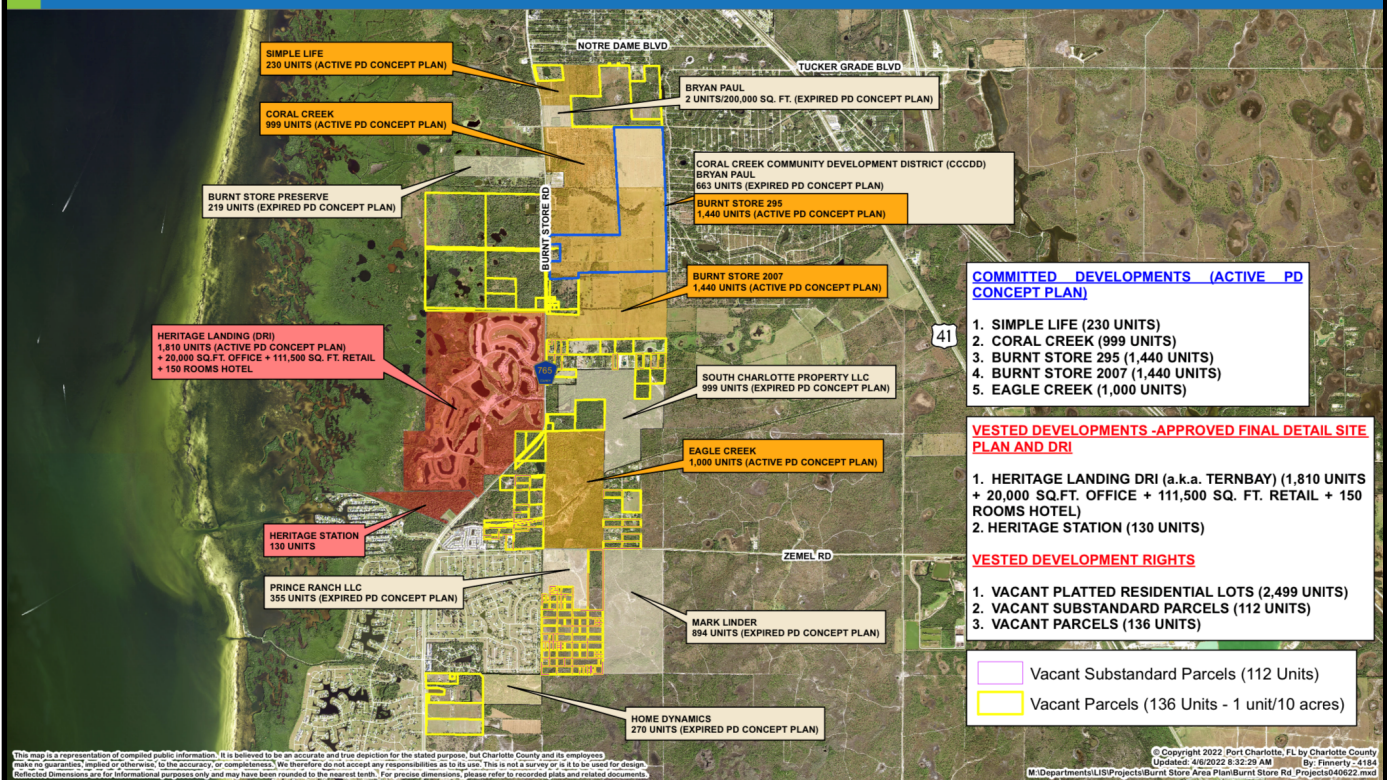 NOTRE DAME BLVD
TUCKER GRADE BLVD
SIMPLE LIFE
230 UNITS (ACTIVE PD CONCEPT PLAN)
BRYAN PAUL
2 UNITS/200,000 SQ. FT. (EXPIRED PD CONCEPT PLAN)
CORAL CREEK
999 UNITS (ACTIVE PD CONCEPT PLAN)
CORAL CREEK COMMUNITY DEVELOPMENT DISTRICT (CCCDD)
BRYAN PAUL
663 UNITS (EXPIRED PD CONCEPT PLAN)
BURNT STORE 295
1,440 UNITS (ACTIVE PD CONCEPT PLAN)
BURNT STORE PRESERVE
219 UNITS (EXPIRED PD CONCEPT PLAN)
BURNT STORE RD
BURNT STORE 2007
1,440 UNITS (ACTIVE PD CONCEPT PLAN)
HERITAGE LANDING (DRI)
1,810 UNITS (ACTIVE PD CONCEPT PLAN)
+ 20,000 SQ.FT. OFFICE + 111,500 SQ. FT. RETAIL
+ 150 ROOMS HOTEL
765
41
SOUTH CHARLOTTE PROPERTY LLC
999 UNITS (EXPIRED PD CONCEPT PLAN)
EAGLE CREEK
1,000 UNITS (ACTIVE PD CONCEPT PLAN)
HERITAGE STATION
130 UNITS
ZEMEL RD
PRINCE RANCH LLC
355 UNITS (EXPIRED PD CONCEPT PLAN)
MARK LINDER
894 UNITS (EXPIRED PD CONCEPT PLAN)
HOME DYNAMICS
270 UNITS (EXPIRED PD CONCEPT PLAN)
COMMITTED DEVELOPMENTS (ACTIVE PD
CONCEPT PLAN)
1. SIMPLE LIFE (230 UNITS)
2. CORAL CREEK (999 UNITS)
3. BURNT STORE 295 (1,440 UNITS)
4. BURNT STORE 2007 (1,440 UNITS)
5. EAGLE CREEK (1,000 UNITS)
VESTED DEVELOPMENTS -APPROVED FINAL DETAIL SITE
PLAN AND DRI
1. HERITAGE LANDING DRI (a.k.a. TERNBAY) (1,810 UNITS
+ 20,000 SQ.FT. OFFICE + 111,500 SQ. FT. RETAIL + 150
ROOMS HOTEL)
2. HERITAGE STATION (130 UNITS)
VESTED DEVELOPMENT RIGHTS
1. VACANT PLATTED RESIDENTIAL LOTS (2,499 UNITS)
2. VACANT SUBSTANDARD PARCELS (112 UNITS)
3. VACANT PARCELS (136 UNITS)
Vacant Substandard Parcels (112 Units)
Vacant Parcels (136 Units - 1 unit/10 acres)
This map is a representation of compiled public information. It is believed to be an accurate and true depiction for the stated purpose, but Charlotte County and its employees
make no guaranties, implied or otherwise, to the accuracy, or completeness. We therefore do not accept any responsibilities as to its use. This is not a survey or is it to be used for design.
Reflected Dimensions are for Informational purposes only and may have been rounded to the nearest tenth. For precise dimensions, please refer to recorded plats and related documents.
© Copyright 2022 Port Charlotte, FL by Charlotte County
Updated: 4/6/2022 8:32:29 AM By: Finnerty - 4184
M:\Departments\LIS\Projects\Burnt Store Area Plan\Burnt Store Rd_Projects040622.mxd